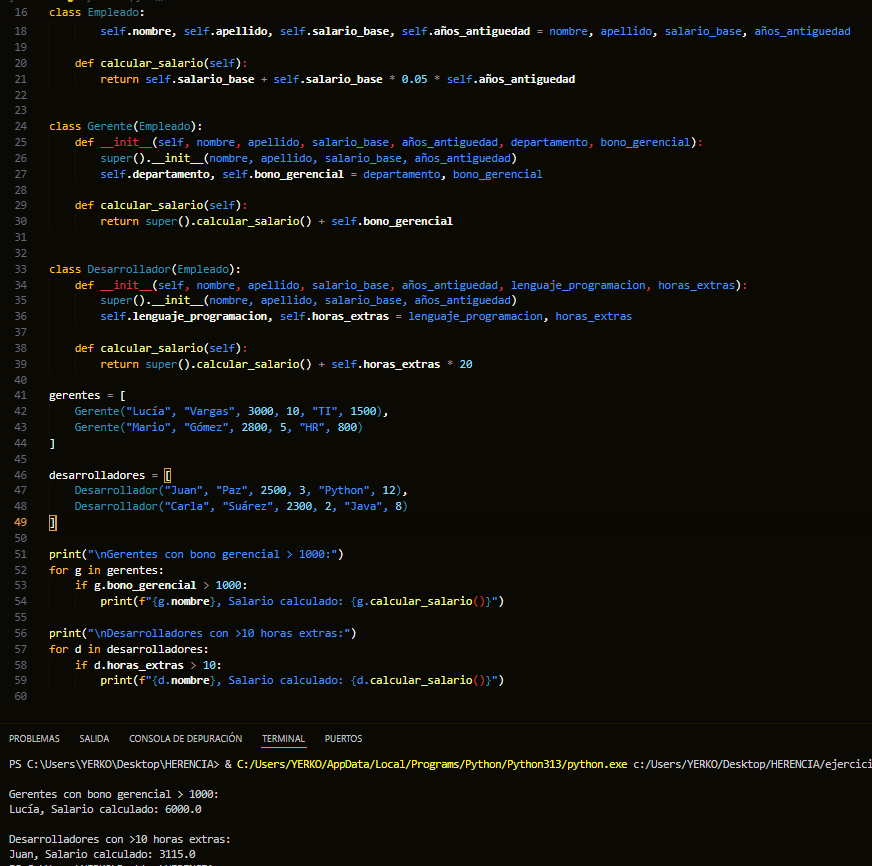 16 class Empleado:
18 self.nombre, self.apellido, self.salario_base, self.años_antiguedad = nombre, apellido, salario_base, años_antiguedad
19
20 def calcular_salario(self):
21 return self.salario_base + self.salario_base * 0.05 * self.años_antiguedad
22
23
24 class Gerente(Empleado):
25 def __init__(self, nombre, apellido, salario_base, años_antiguedad, departamento, bono_gerencial):
26 super().__init__(nombre, apellido, salario_base, años_antiguedad)
27 self.departamento, self.bono_gerencial = departamento, bono_gerencial
28
29 def calcular_salario(self):
30 return super().calcular_salario() + self.bono_gerencial
31
32
33 class Desarrollador(Empleado):
34 def __init__(self, nombre, apellido, salario_base, años_antiguedad, lenguaje_programacion, horas_extras):
35 super().__init__(nombre, apellido, salario_base, años_antiguedad)
36 self.lenguaje_programacion, self.horas_extras = lenguaje_programacion, horas_extras
37
38 def calcular_salario(self):
39 return super().calcular_salario() + self.horas_extras * 20
40
41 gerentes = [
42 Gerente("Lucía", "Vargas", 3000, 10, "TI", 1500),
43 Gerente("Mario", "Gómez", 2800, 5, "HR", 800)
44 ]
45
46 desarrolladores = [
47 Desarrollador("Juan", "Paz", 2500, 3, "Python", 12),
48 Desarrollador("Carla", "Suárez", 2300, 2, "Java", 8)
49 ]
50
51 print("\nGerentes con bono gerencial > 1000:")
52 for g in gerentes:
53 if g.bono_gerencial > 1000:
54 print(f"{g.nombre}, Salario calculado: {g.calcular_salario()}")
55
56 print("\nDesarrolladores con >10 horas extras:")
57 for d in desarrolladores:
58 if d.horas_extras > 10:
59 print(f"{d.nombre}, Salario calculado: {d.calcular_salario()}")
60
PROBLEMAS SALIDA CONSOLA DE DEPURACIÓN TERMINAL PUERTOS
PS C:\Users\YERKO\Desktop\HERENCIA> & C:/Users/YERKO/AppData/Local/Programs/Python/Python313/python.exe c:/Users/YERKO/Desktop/HERENCIA/ejercici
Gerentes con bono gerencial > 1000:
Lucía, Salario calculado: 6000.0
Desarrolladores con >10 horas extras:
Juan, Salario calculado: 3115.0